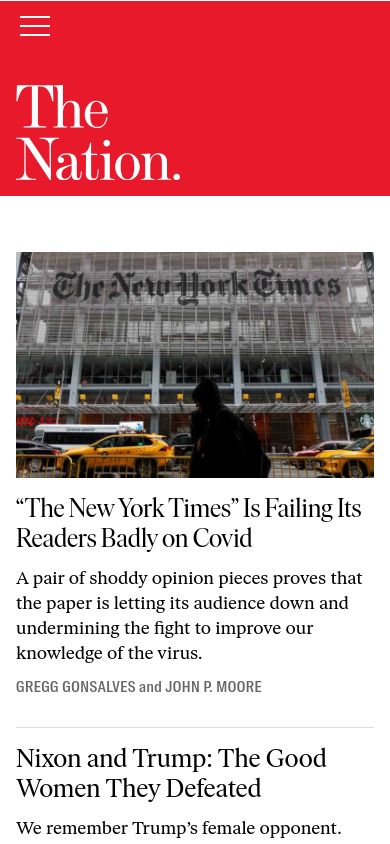 The
Nation.
The New York Times
“The New York Times” Is Failing Its
Readers Badly on Covid
A pair of shoddy opinion pieces proves that
the paper is letting its audience down and
undermining the fight to improve our
knowledge of the virus.
GREGG GONSALVES and JOHN P. MOORE
Nixon and Trump: The Good
Women They Defeated
We remember Trump’s female opponent.